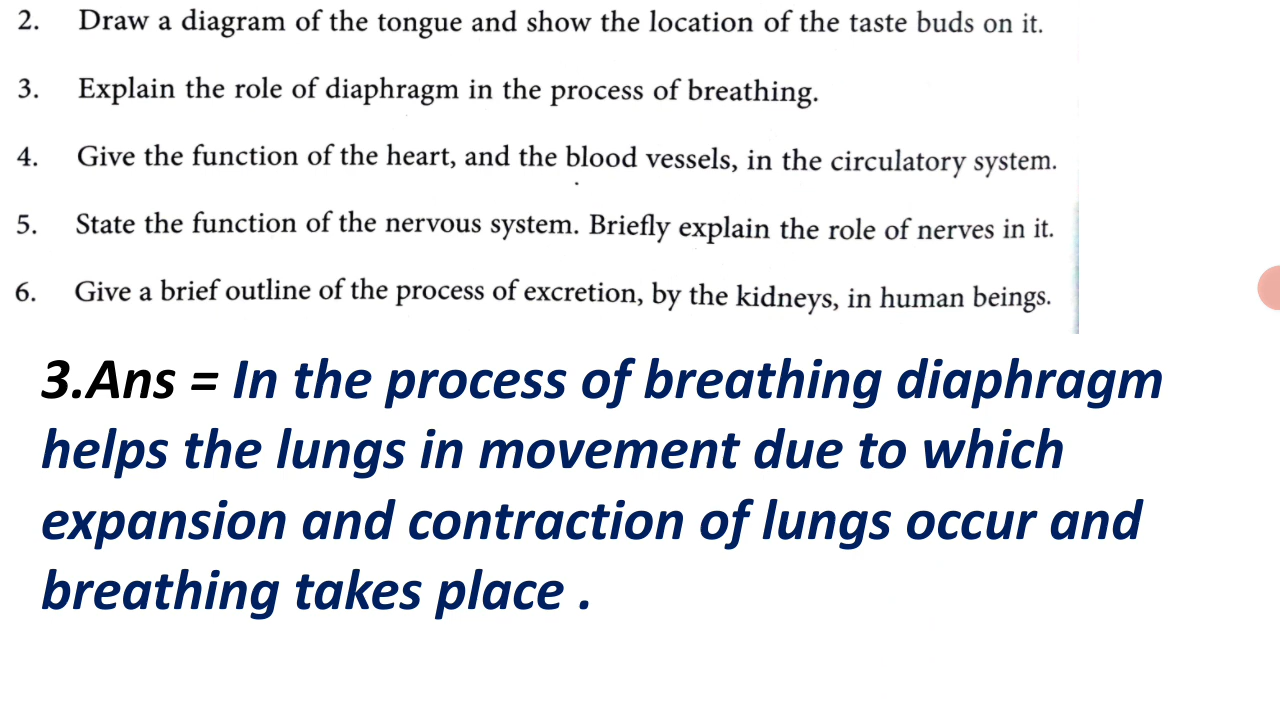 2. Draw a diagram of the tongue and show the location of the taste buds on it.
3. Explain the role of diaphragm in the process of breathing.
4. Give the function of the heart, and the blood vessels, in the circulatory system.
5. State the function of the nervous system. Briefly explain the role of nerves in it.
6. Give a brief outline of the process of excretion, by the kidneys, in human beings.
3.Ans = In the process of breathing diaphragm
helps the lungs in movement due to which
expansion and contraction of lungs occur and
breathing takes place .